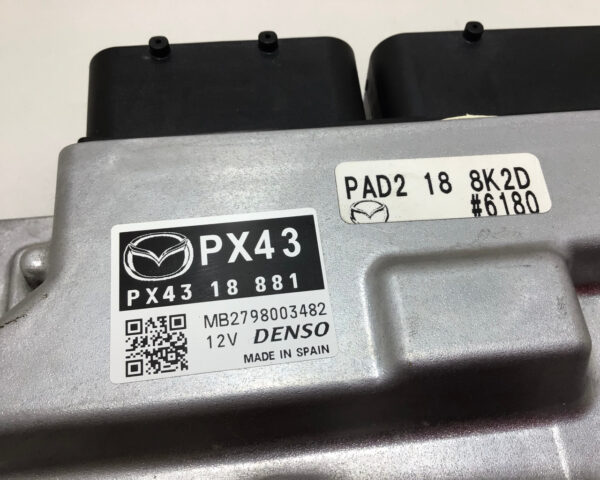 PAD2 18 8K2D
#6180
PX43
PX43 18 881
MB2798003482
12V DENSO
MADE IN SPAIN